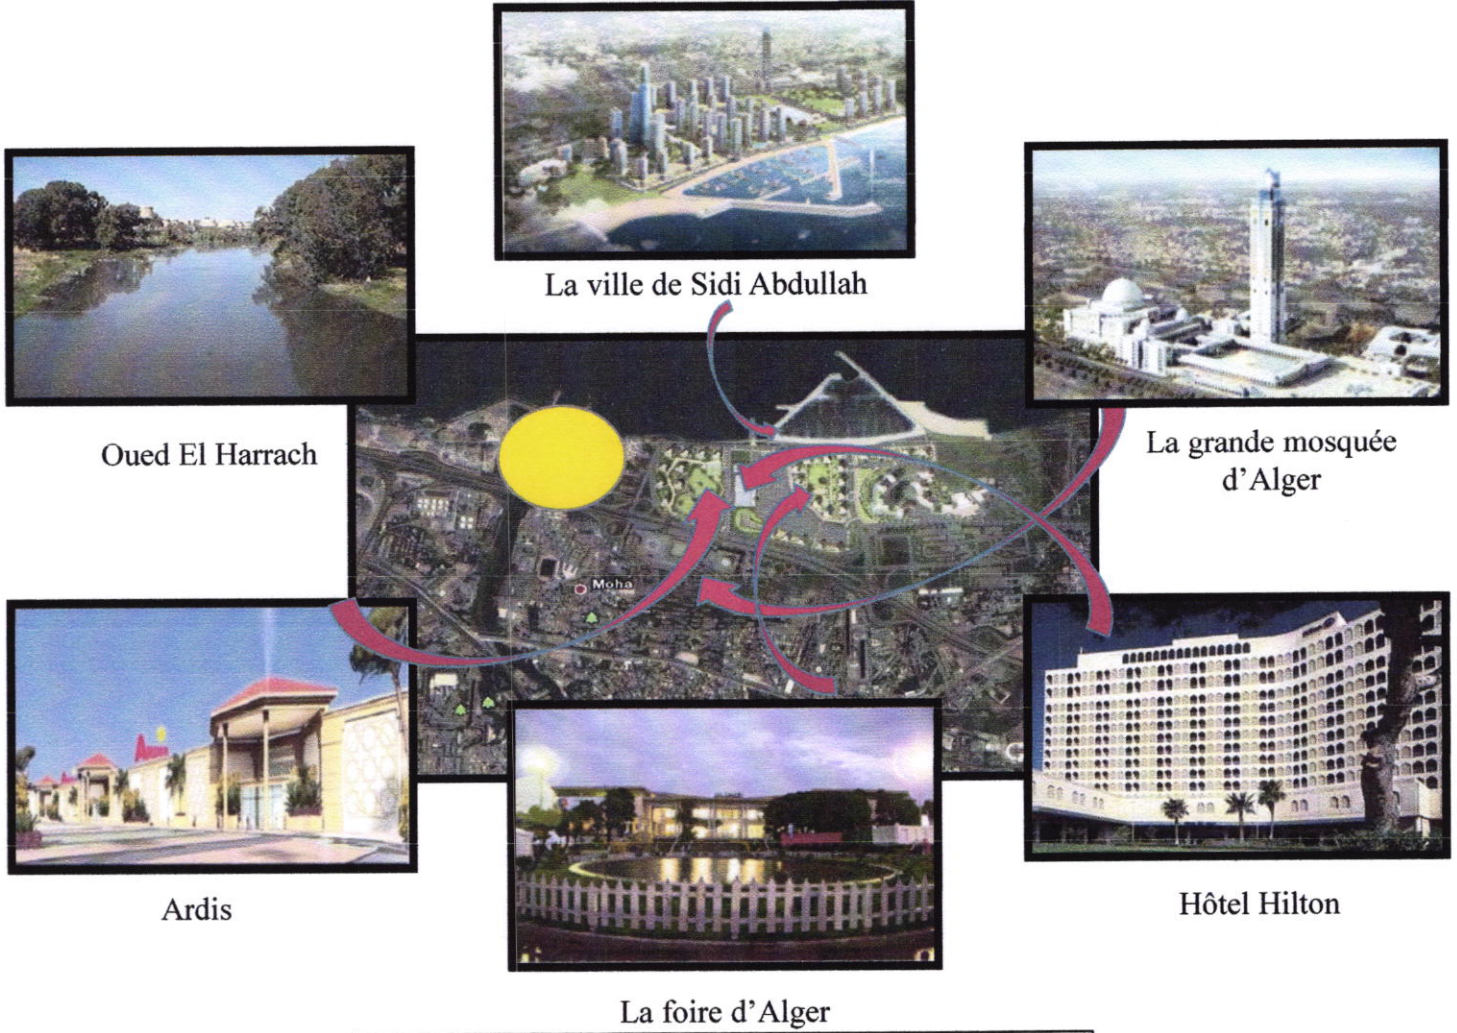 La ville de Sidi Abdullah
Oued El Harrach
La grande mosquée
d'Alger
Moha
Ardis
Hôtel Hilton
La foire d'Alger